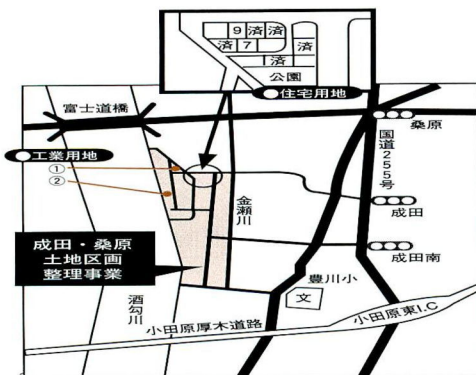 9 済 済
済 7 済
済
公園
住宅用地
富士道橋
桑原
国道255号
工業用地
①
②
金瀬川
成田
成田・桑原
土地区画
整理事業
成田南
豊川小
文
酒匂川
小田原厚木道路
小田原東I.C